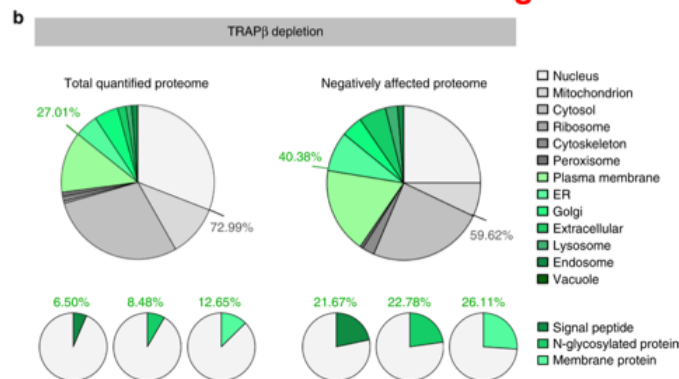 b
TRAPβ depletion
Total quantified proteome
Negatively affected proteome
27.01%
72.99%
40.38%
59.62%
Nucleus
Mitochondrion
Cytosol
Ribosome
Cytoskeleton
Peroxisome
Plasma membrane
ER
Golgi
Extracellular
Lysosome
Endosome
Vacuole
6.50%
8.48%
12.65%
21.67%
22.78%
26.11%
Signal peptide
N-glycosylated protein
Membrane protein